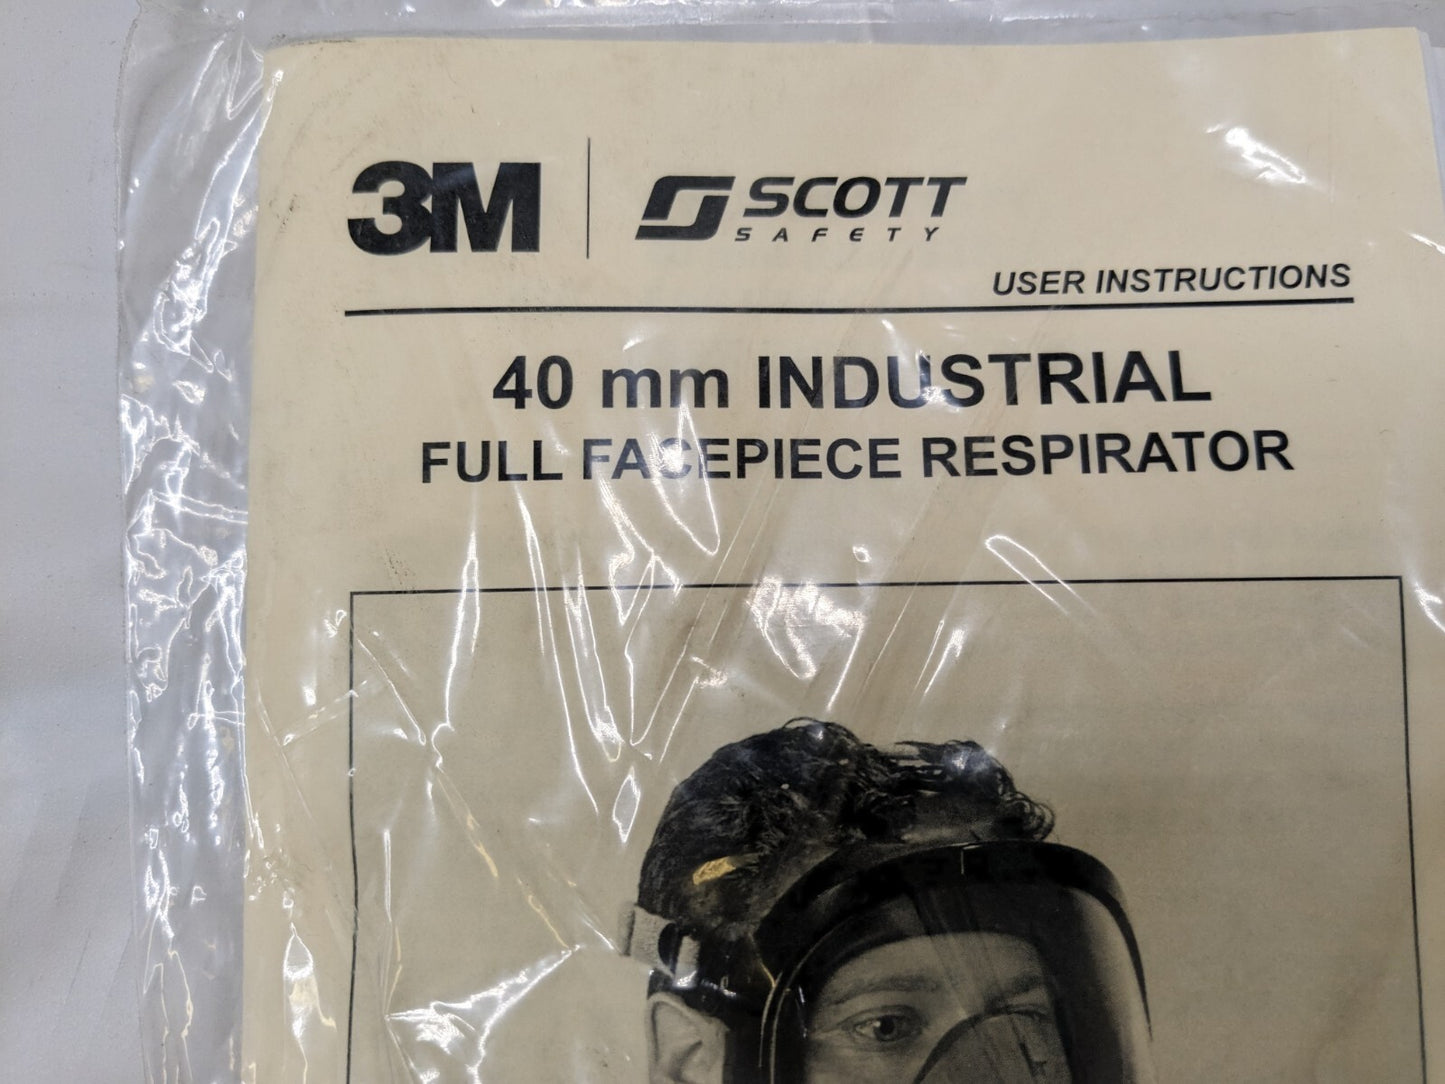 3M
SCOTT
SAFETY
USER INSTRUCTIONS
40 mm INDUSTRIAL
FULL FACEPIECE RESPIRATOR